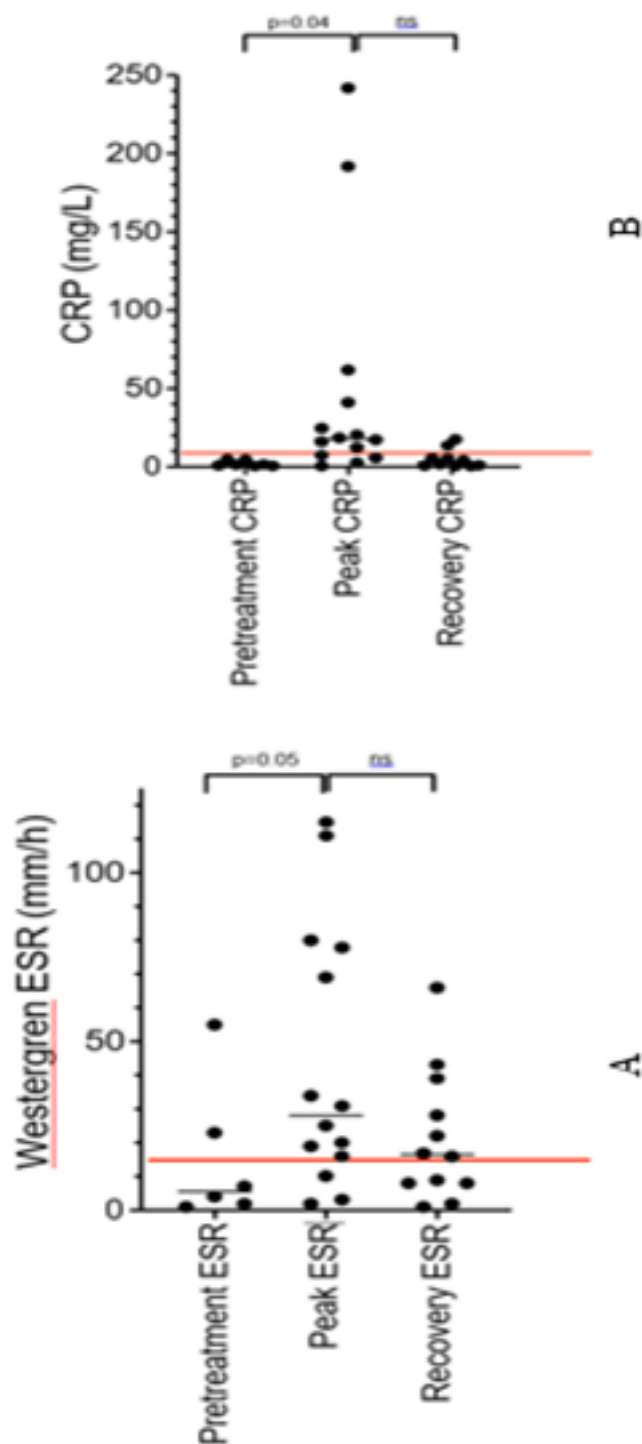 p=0.04
ns
CRP (mg/L)
250
200
150
100
50
0
Pretreatment CRP
Peak CRP
Recovery CRP
B
Westergren ESR (mm/h)
p=0.05
ns
100
50
0
Pretreatment ESR
Peak ESR
Recovery ESR
A